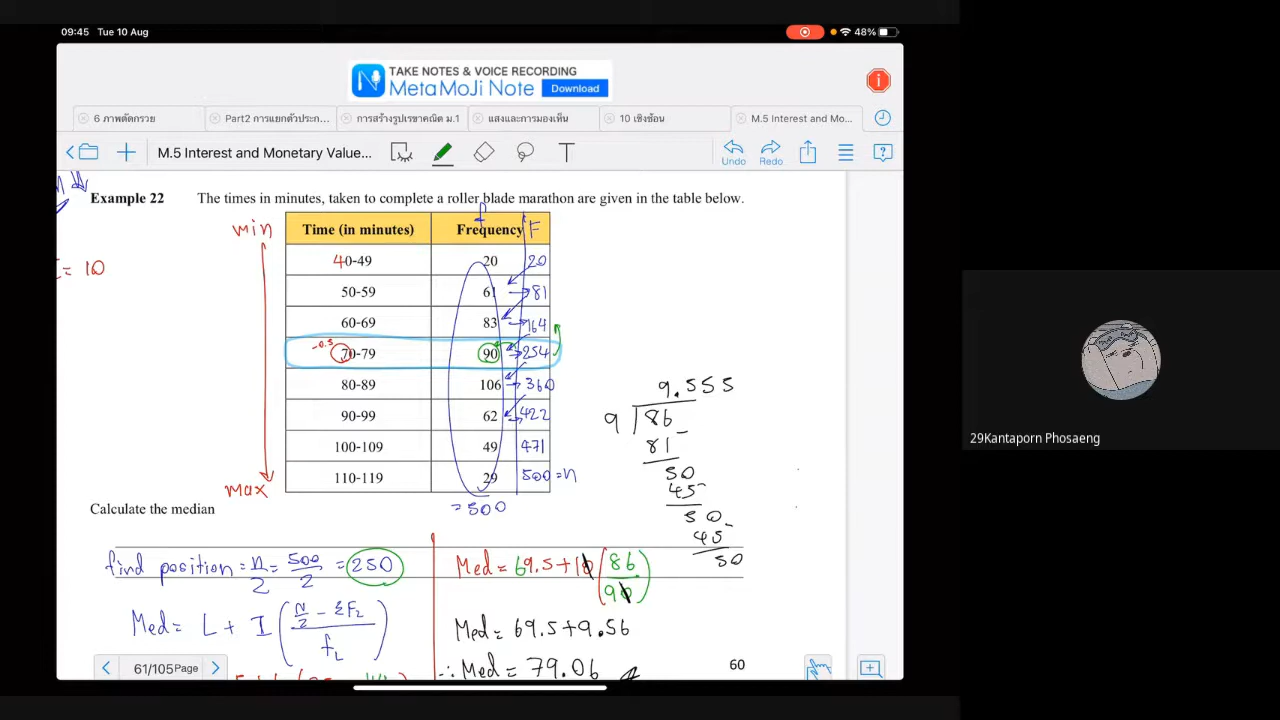 09:45 Tue 10 Aug
48%
TAKE NOTES & VOICE RECORDING
MetaMoJi Note Download
6 ภาพตัดกรวย
Part2 การแยกตัวประก...
การสร้างรูปเรขาคณิต ม.1
แสงและการมองเห็น
10 เชิงซ้อน
M.5 Interest and Mo...
M.5 Interest and Monetary Value...
T
Undo
Redo
Example 22 The times in minutes, taken to complete a roller blade marathon are given in the table below.
= 10
min
f
Time (in minutes) Frequency F
40-49 20 20
50-59 61 81
60-69 83 164
-0.5
70-79 90 254
80-89 106 360
90-99 62 422
100-109 49 471
110-119 29 500 = n
max
= 500
9.555
9 86
81
50
45
50
45
50
29Kantaporn Phosaeng
Calculate the median
find position = n/2 = 500/2 = 250
Med = L + I (N/2 - ΣFL / fL)
Med = 69.5 + 10 (86/90)
Med = 69.5 + 9.56
∴ Med = 79.06
61/105Page
60